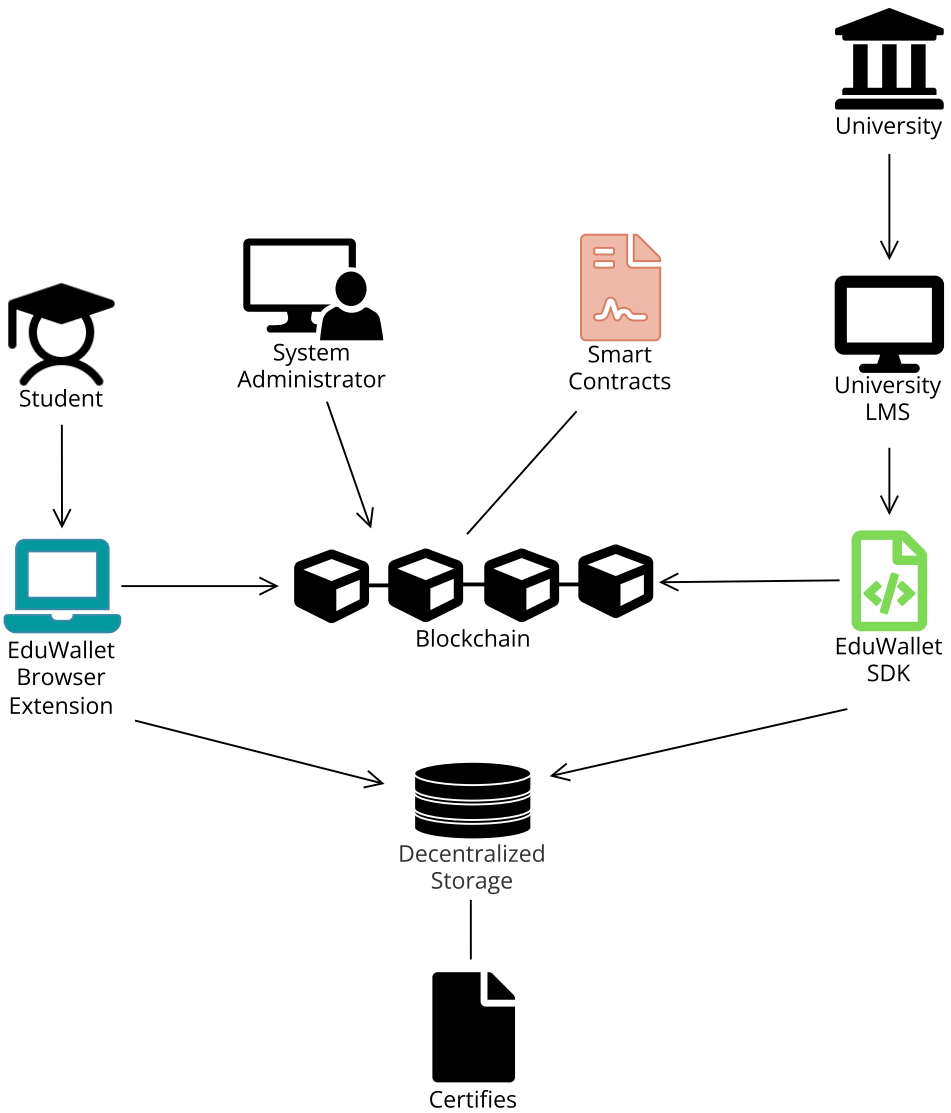 University
System
Administrator
Smart
Contracts
Student
University
LMS
EduWallet
Browser
Extension
Blockchain
EduWallet
SDK
Decentralized
Storage
Certifies